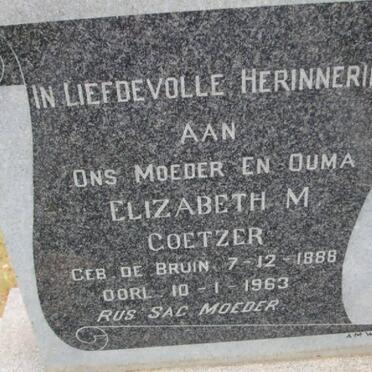 IN LIEFDEVOLLE HERINNERI
AAN
ONS MOEDER EN OUMA
ELIZABETH M
COETZER
GEB DE BRUIN 7-12-1888
OORL. 10-1-1963
RUS SAG MOEDER
A.M.W